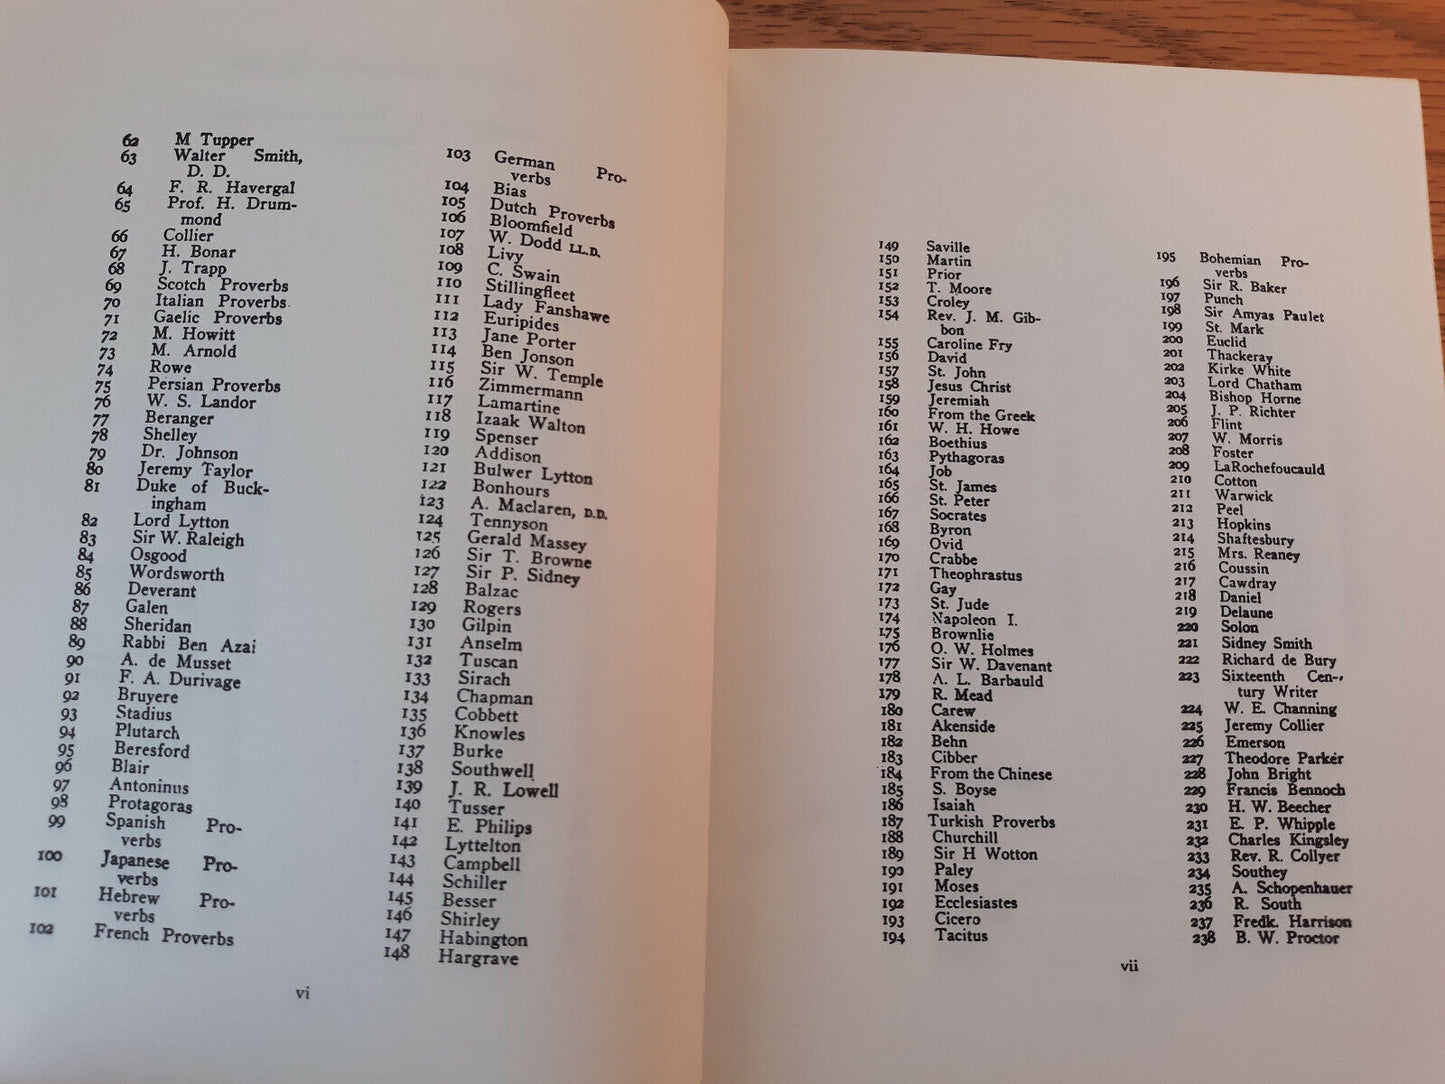 62 M Tupper
63 Walter Smith,
D. D.
64 F. R. Havergal
65 Prof. H. Drum-
mond
66 Collier
67 H. Bonar
68 J. Trapp
69 Scotch Proverbs
70 Italian Proverbs.
71 Gaelic Proverbs
72 M. Howitt
73 M. Arnold
74 Rowe
75 Persian Proverbs
76 W. S. Landor
77 Beranger
78 Shelley
79 Dr. Johnson
80 Jeremy Taylor
81 Duke of Buck-
ingham
82 Lord Lytton
83 Sir W. Raleigh
84 Osgood
85 Wordsworth
86 Deverant
87 Galen
88 Sheridan
89 Rabbi Ben Azai
90 A. de Musset
91 F. A. Durivage
92 Bruyere
93 Stadius
94 Plutarch
95 Beresford
96 Blair
97 Antoninus
98 Protagoras
99 Spanish Pro-
verbs
100 Japanese Pro-
verbs
101 Hebrew Pro-
verbs
102 French Proverbs
103 German Pro-
verbs
104 Bias
105 Dutch Proverbs
106 Bloomfield
107 W. Dodd LL.D.
108 Livy
109 C. Swain
110 Stillingfleet
111 Lady Fanshawe
112 Euripides
113 Jane Porter
114 Ben Jonson
115 Sir W. Temple
116 Zimmermann
117 Lamartine
118 Izaak Walton
119 Spenser
120 Addison
121 Bulwer Lytton
122 Bonhours
123 A. Maclaren, D.D.
124 Tennyson
125 Gerald Massey
126 Sir T. Browne
127 Sir P. Sidney
128 Balzac
129 Rogers
130 Gilpin
131 Anselm
132 Tuscan
133 Sirach
134 Chapman
135 Cobbett
136 Knowles
137 Burke
138 Southwell
139 J. R. Lowell
140 Tusser
141 E. Philips
142 Lyttelton
143 Campbell
144 Schiller
145 Besser
146 Shirley
147 Habington
148 Hargrave
vi
149 Saville
150 Martin
151 Prior
152 T. Moore
153 Croley
154 Rev. J. M. Gib-
bon
155 Caroline Fry
156 David
157 St. John
158 Jesus Christ
159 Jeremiah
160 From the Greek
161 W. H. Howe
162 Boethius
163 Pythagoras
164 Job
165 St. James
166 St. Peter
167 Socrates
168 Byron
169 Ovid
170 Crabbe
171 Theophrastus
172 Gay
173 St. Jude
174 Napoleon I.
175 Brownlie
176 O. W. Holmes
177 Sir W. Davenant
178 A. L. Barbauld
179 R. Mead
180 Carew
181 Akenside
182 Behn
183 Cibber
184 From the Chinese
185 S. Boyse
186 Isaiah
187 Turkish Proverbs
188 Churchill
189 Sir H Wotton
190 Paley
191 Moses
192 Ecclesiastes
193 Cicero
194 Tacitus
195 Bohemian Pro-
verbs
196 Sir R. Baker
197 Punch
198 Sir Amyas Paulet
199 St. Mark
200 Euclid
201 Thackeray
202 Kirke White
203 Lord Chatham
204 Bishop Horne
205 J. P. Richter
206 Flint
207 W. Morris
208 Foster
209 LaRochefoucauld
210 Cotton
211 Warwick
212 Peel
213 Hopkins
214 Shaftesbury
215 Mrs. Reaney
216 Coussin
217 Cawdray
218 Daniel
219 Delaune
220 Solon
221 Sidney Smith
222 Richard de Bury
223 Sixteenth Cen-
tury Writer
224 W. E. Channing
225 Jeremy Collier
226 Emerson
227 Theodore Parker
228 John Bright
229 Francis Bennoch
230 H. W. Beecher
231 E. P. Whipple
232 Charles Kingsley
233 Rev. R. Collyer
234 Southey
235 A. Schopenhauer
236 R. South
237 Fredk. Harrison
238 B. W. Proctor
vii